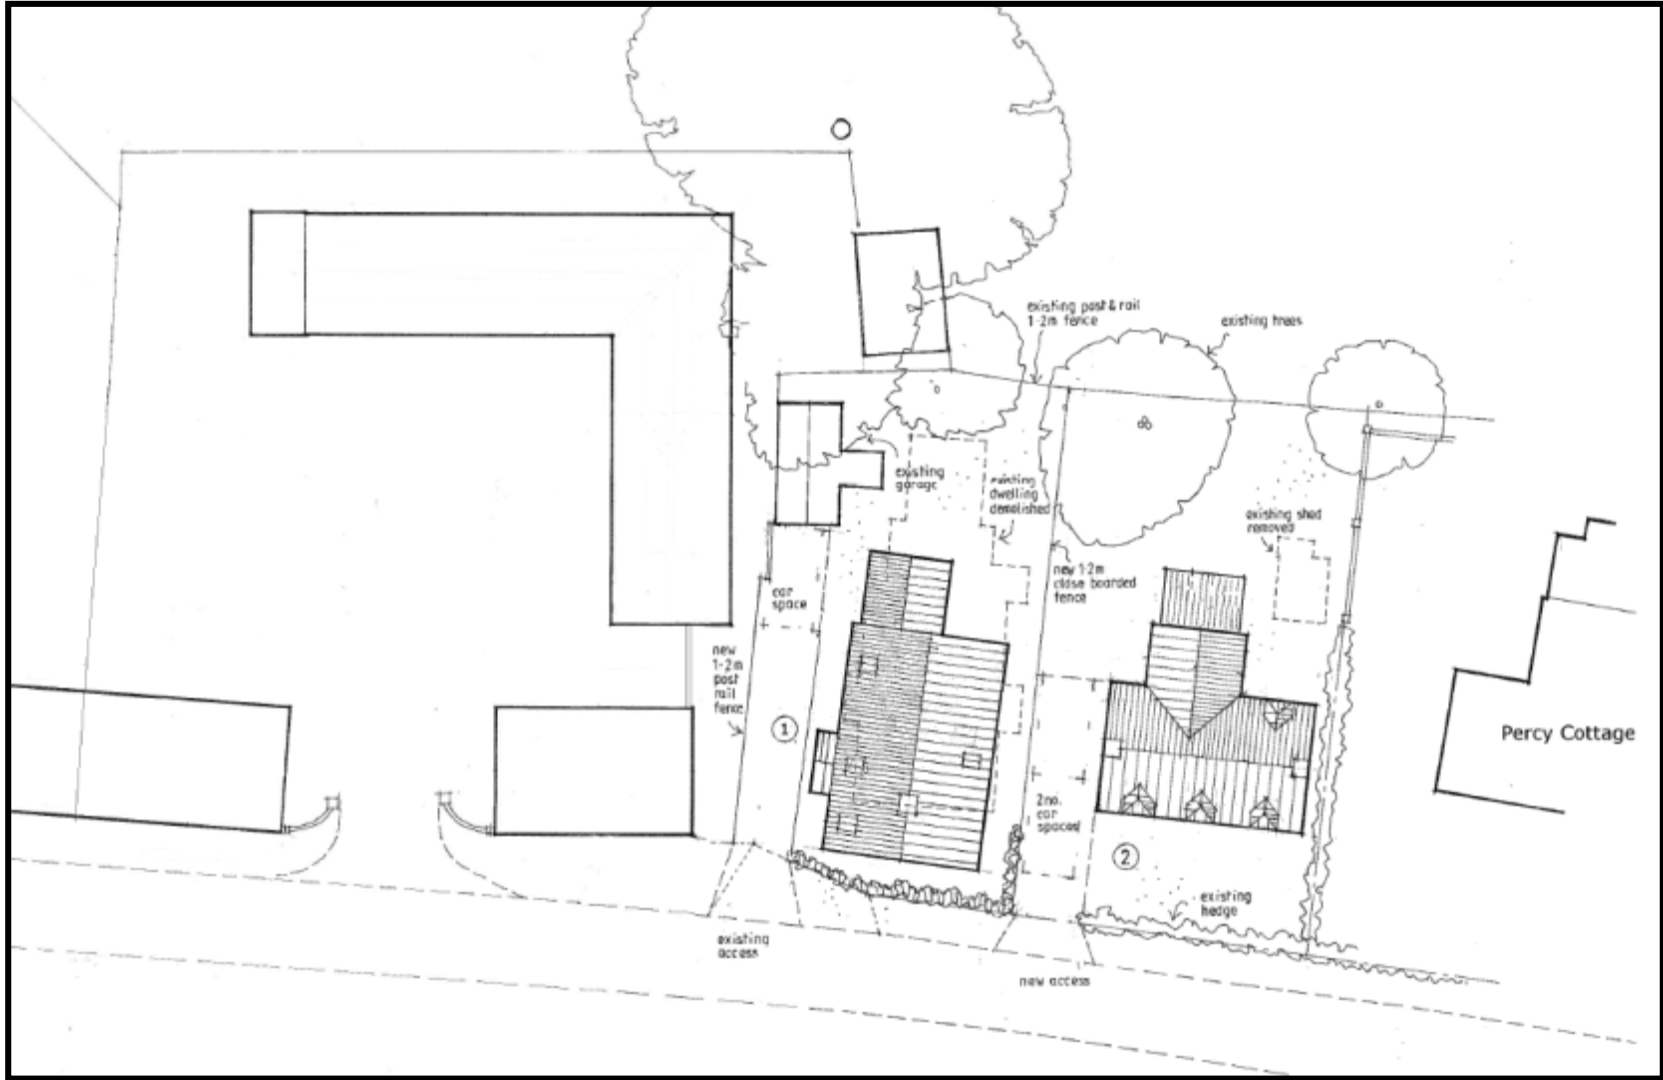 existing post & rail
1·2m fence
existing trees
existing
garage
existing
dwelling
demolished
existing shed
removed
new 1·2m
close boarded
fence
car
space
new
1·2m
post
rail
fence
1
Percy Cottage
2no.
car
spaces
2
existing
hedge
existing
access
new access